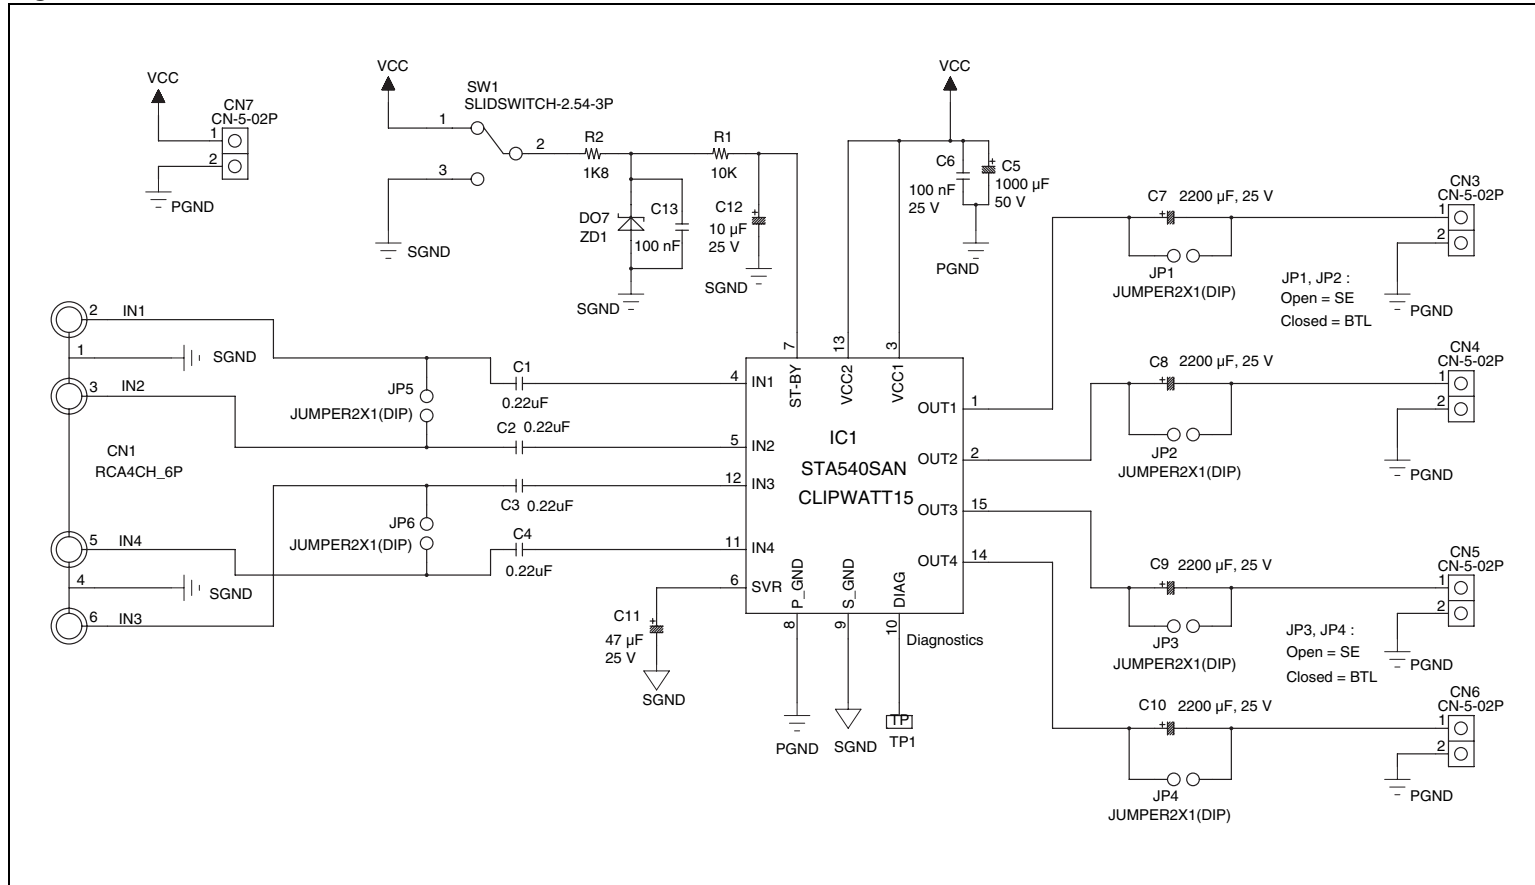 VCC
CN7
CN-5-02P
1
2
PGND
VCC
SW1
SLIDSWITCH-2.54-3P
1
2
3
SGND
R2
1K8
R1
10K
DO7
ZD1
C13
100 nF
SGND
C12
10 µF
25 V
SGND
VCC
C6
100 nF
25 V
C5
1000 µF
50 V
PGND
2
IN1
1
SGND
3
IN2
CN1
RCA4CH_6P
5
IN4
4
SGND
6
IN3
JP5
JUMPER2X1(DIP)
JP6
JUMPER2X1(DIP)
C1
0.22uF
C2
0.22uF
C3
0.22uF
C4
0.22uF
C11
47 µF
25 V
SGND
7
13
3
ST-BY
VCC2
VCC1
4
IN1
5
IN2
12
IN3
11
IN4
6
SVR
IC1
STA540SAN
CLIPWATT15
OUT1
1
OUT2
2
OUT3
15
OUT4
14
P_GND
S_GND
DIAG
8
9
10
Diagnostics
PGND
SGND
TP
TP1
C7
2200 µF, 25 V
JP1
JUMPER2X1(DIP)
CN3
CN-5-02P
1
2
PGND
JP1, JP2 :
Open = SE
Closed = BTL
C8
2200 µF, 25 V
JP2
JUMPER2X1(DIP)
CN4
CN-5-02P
1
2
PGND
C9
2200 µF, 25 V
JP3
JUMPER2X1(DIP)
CN5
CN-5-02P
1
2
PGND
JP3, JP4 :
Open = SE
Closed = BTL
C10
2200 µF, 25 V
JP4
JUMPER2X1(DIP)
CN6
CN-5-02P
1
2
PGND